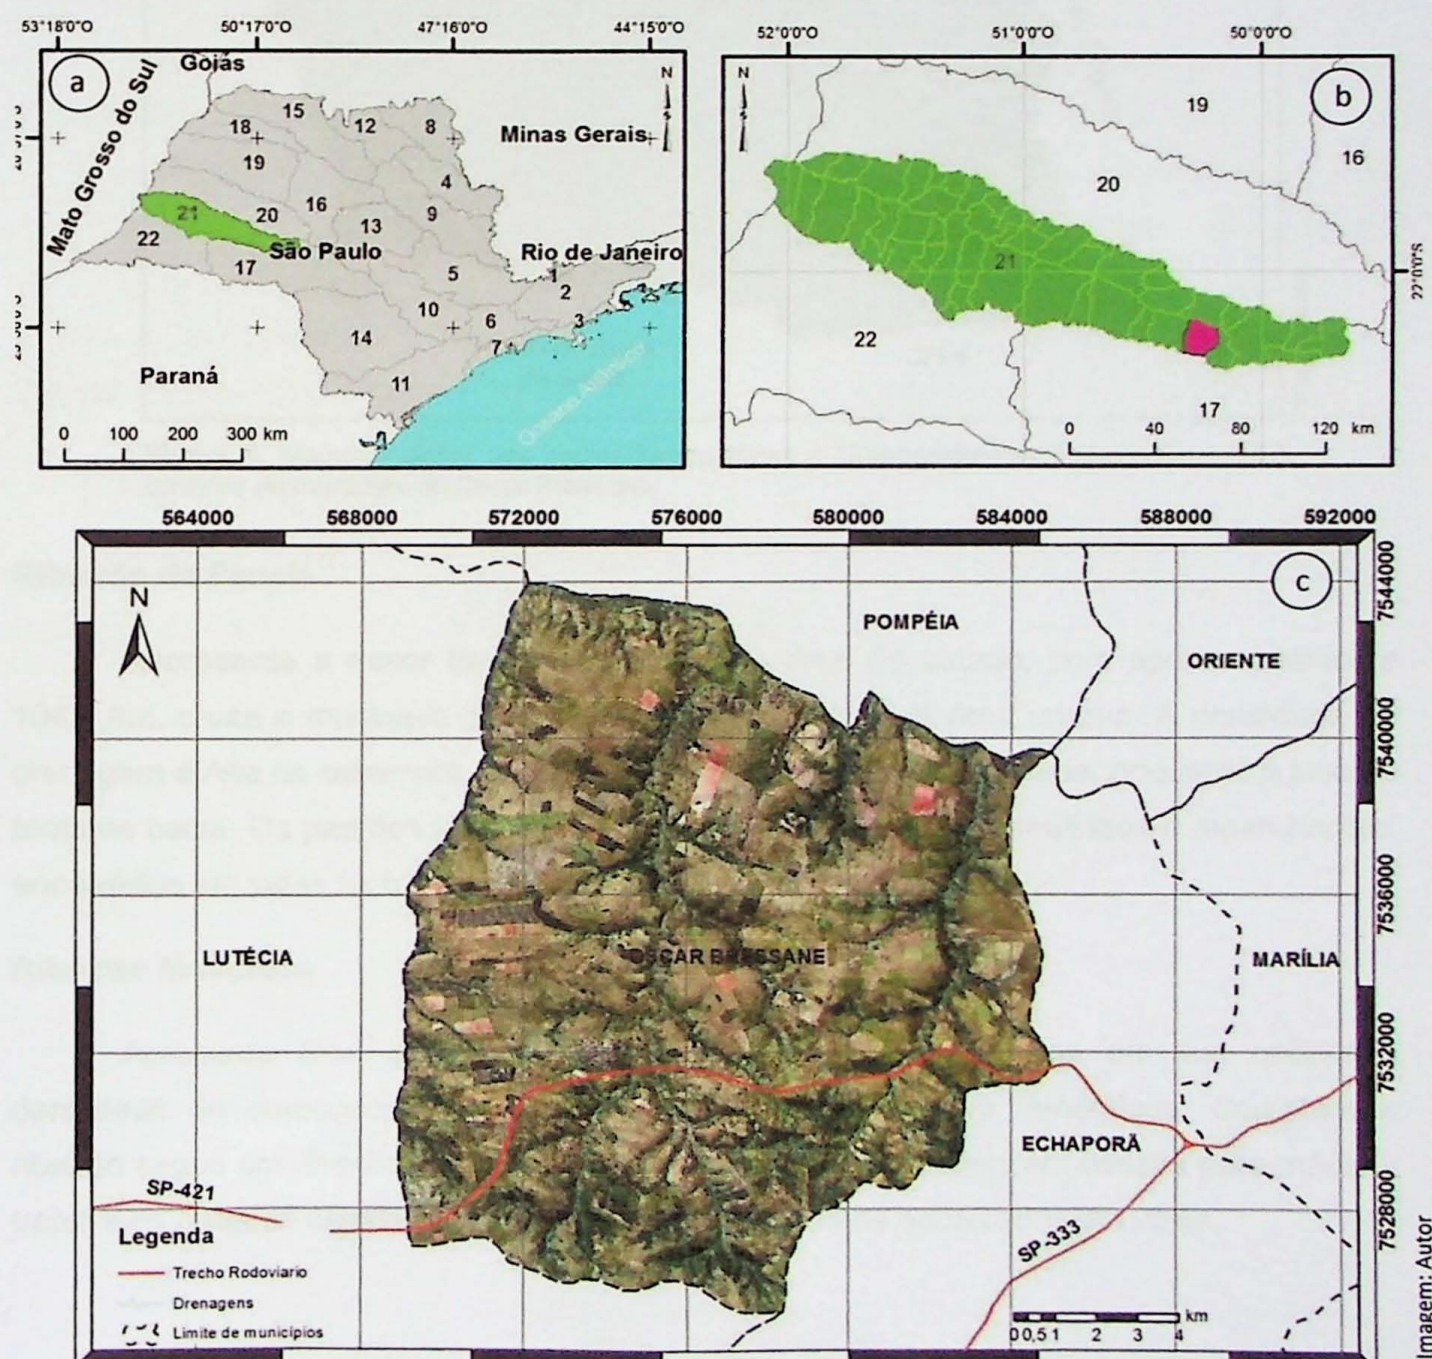 53°18'0"O 50°17'0"O 47°16'0"O 44°15'0"O
a
Goiás
N
Mato Grosso do Sul
Minas Gerais
15
18
12
8
19
4
16
9
21
20
13
22
São Paulo
Rio de Janeiro
17
5
1
2
10
6
3
14
7
Paraná
11
Oceano Atlântico
0 100 200 300 km
52°0'0"O 51°0'0"O 50°0'0"O
N
b
19
16
20
21
22°0'0"S
22
17
0 40 80 120 km
564000 568000 572000 576000 580000 584000 588000 592000
c
N
7544000
POMPÉIA
ORIENTE
7540000
7536000
LUTÉCIA
OSCAR BRESSANE
MARÍLIA
7532000
ECHAPORÃ
SP-421
SP-333
7528000
Legenda
Trecho Rodoviario
Drenagens
Limite de municípios
km
0 0,5 1 2 3 4
Imagem: Autor